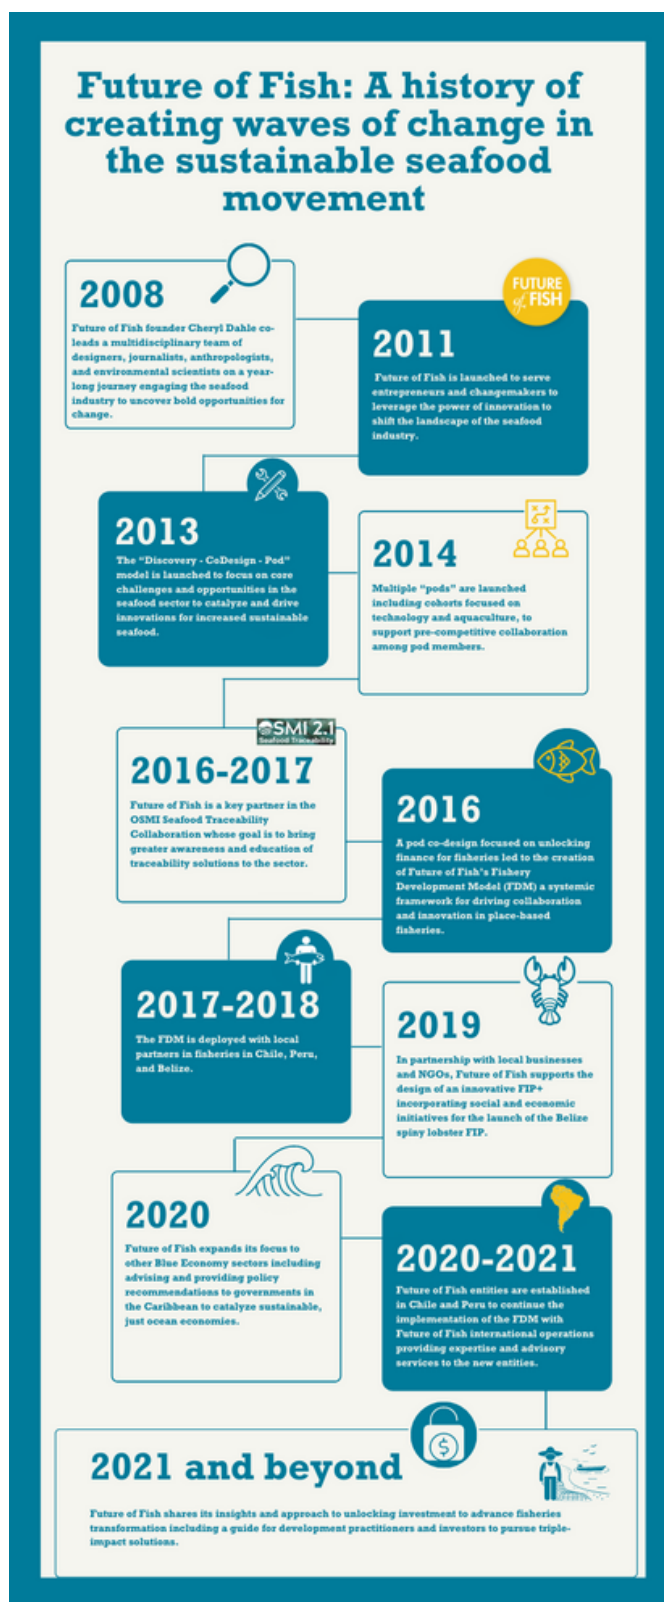 Future of Fish: A history of
creating waves of change in
the sustainable seafood
movement
2008
Future of Fish founder Cheryl Dahle co-
leads a multidisciplinary team of
designers, journalists, anthropologists,
and environmental scientists on a year-
long journey engaging the seafood
industry to uncover bold opportunities for
change.
FUTURE
of FISH
2011
Future of Fish is launched to serve
entrepreneurs and changemakers to
leverage the power of innovation to
shift the landscape of the seafood
industry.
2013
The "Discovery - CoDesign - Pod"
model is launched to focus on core
challenges and opportunities in the
seafood sector to catalyze and drive
innovations for increased sustainable
seafood.
2014
Multiple "pods" are launched
including cohorts focused on
technology and aquaculture, to
support pre-competitive collaboration
among pod members.
OSMI 2.1
Seafood Traceability
2016-2017
Future of Fish is a key partner in the
OSMI Seafood Traceability
Collaboration whose goal is to bring
greater awareness and education of
traceability solutions to the sector.
2016
A pod co-design focused on unlocking
finance for fisheries led to the creation
of Future of Fish's Fishery
Development Model (FDM) a systemic
framework for driving collaboration
and innovation in place-based
fisheries.
2017-2018
The FDM is deployed with local
partners in fisheries in Chile, Peru,
and Belize.
2019
In partnership with local businesses
and NGOs, Future of Fish supports the
design of an innovative FIP+
incorporating social and economic
initiatives for the launch of the Belize
spiny lobster FIP.
2020
Future of Fish expands its focus to
other Blue Economy sectors including
advising and providing policy
recommendations to governments in
the Caribbean to catalyze sustainable,
just ocean economies.
2020-2021
Future of Fish entities are established
in Chile and Peru to continue the
implementation of the FDM with
Future of Fish international operations
providing expertise and advisory
services to the new entities.
$
2021 and beyond
Future of Fish shares its insights and approach to unlocking investment to advance fisheries
transformation including a guide for development practitioners and investors to pursue triple-
impact solutions.